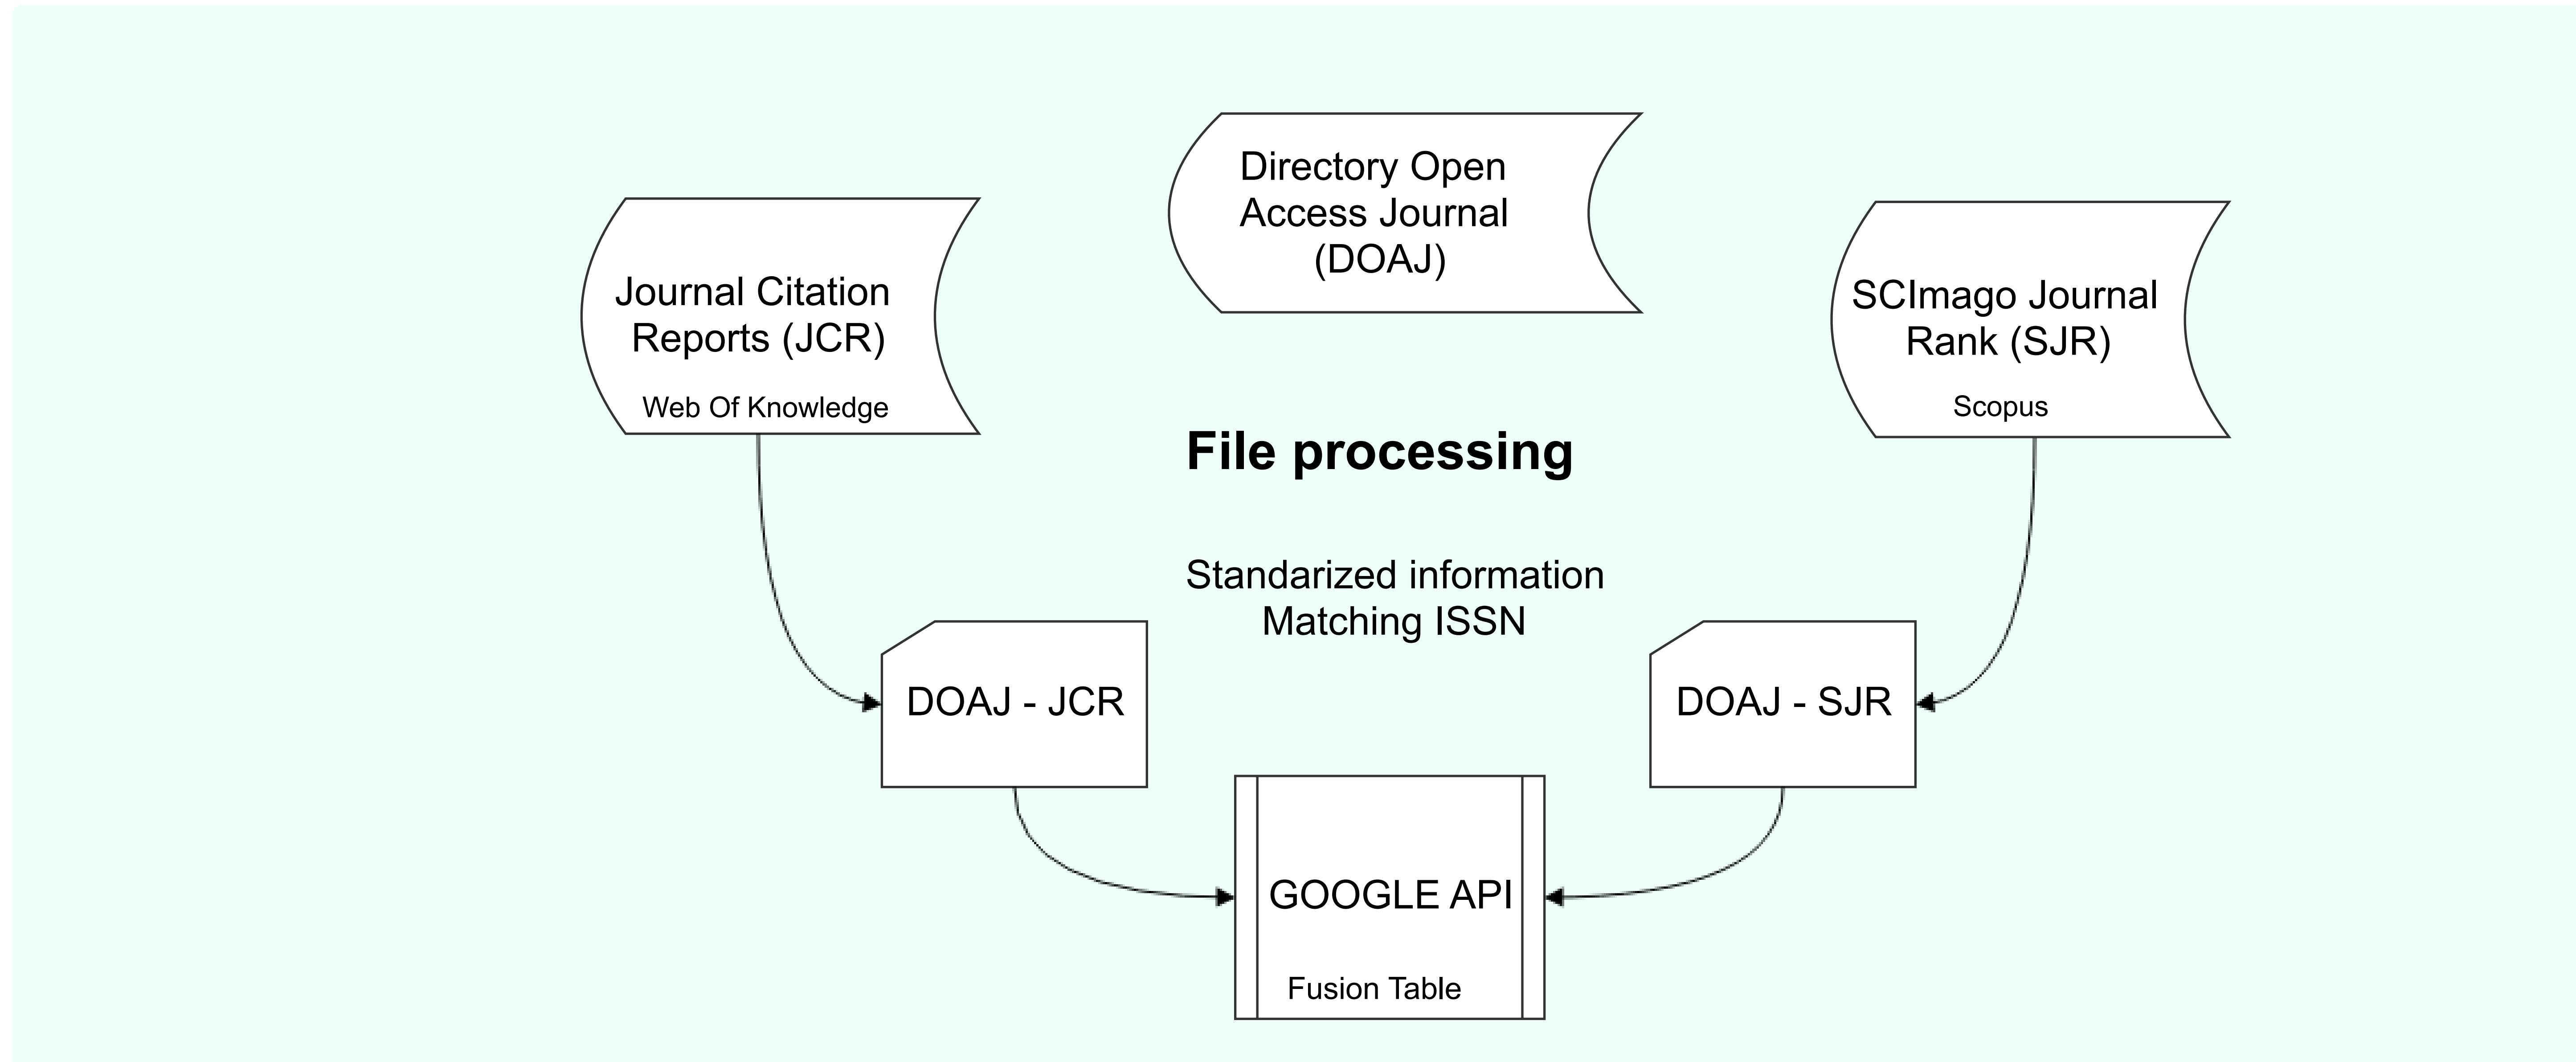 Directory Open
Access Journal
(DOAJ)
Journal Citation
Reports (JCR)
Web Of Knowledge
SCImago Journal
Rank (SJR)
Scopus
File processing
Standarized information
Matching ISSN
DOAJ - JCR
DOAJ - SJR
GOOGLE API
Fusion Table